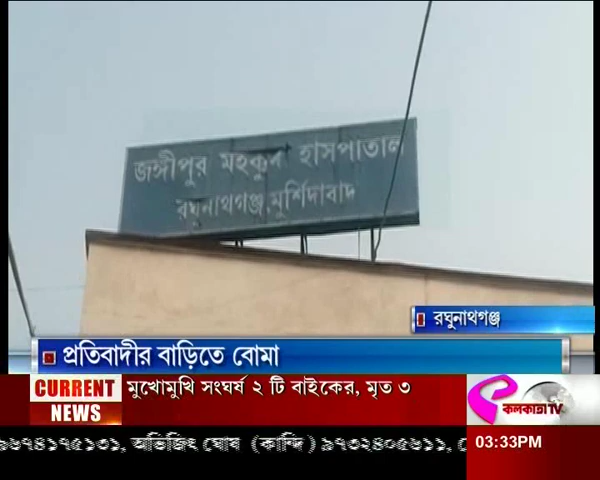 জঙ্গীপুর মহকুমা হাসপাতাল
রঘুনাথগঞ্জ,মুর্শিদাবাদ
রঘুনাথগঞ্জ
প্রতিবাদীর বাড়িতে বোমা
CURRENT NEWS
মুখোমুখি সংঘর্ষ ২ টি বাইকের, মৃত ৩
কলকাতা TV
৯৬৭৪১৭৫১৩১, অভিজিৎ ঘোষ (কান্দি) ৯৭৩২৪০৫৬১১,
03:33PM